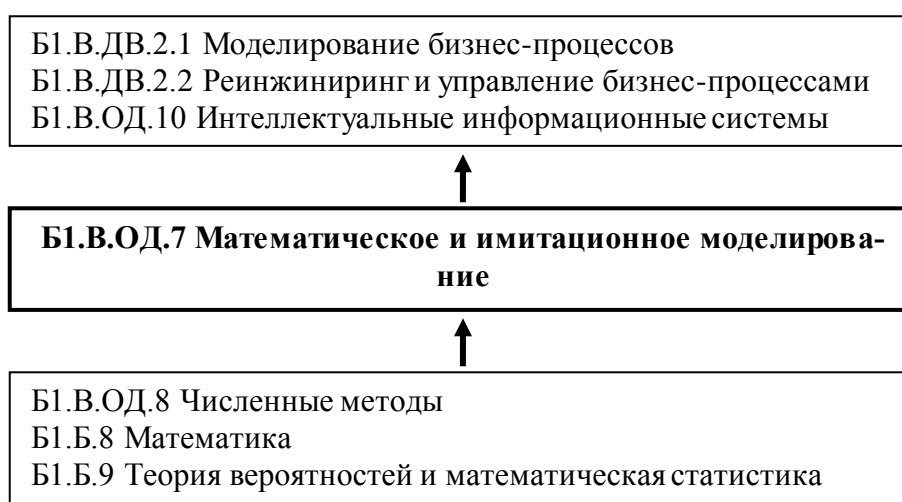 Б1.В.ДВ.2.1 Моделирование бизнес-процессов
Б1.В.ДВ.2.2 Реинжиниринг и управление бизнес-процессами
Б1.В.ОД.10 Интеллектуальные информационные системы
Б1.В.ОД.7 Математическое и имитационное моделирова-
ние
Б1.В.ОД.8 Численные методы
Б1.Б.8 Математика
Б1.Б.9 Теория вероятностей и математическая статистика